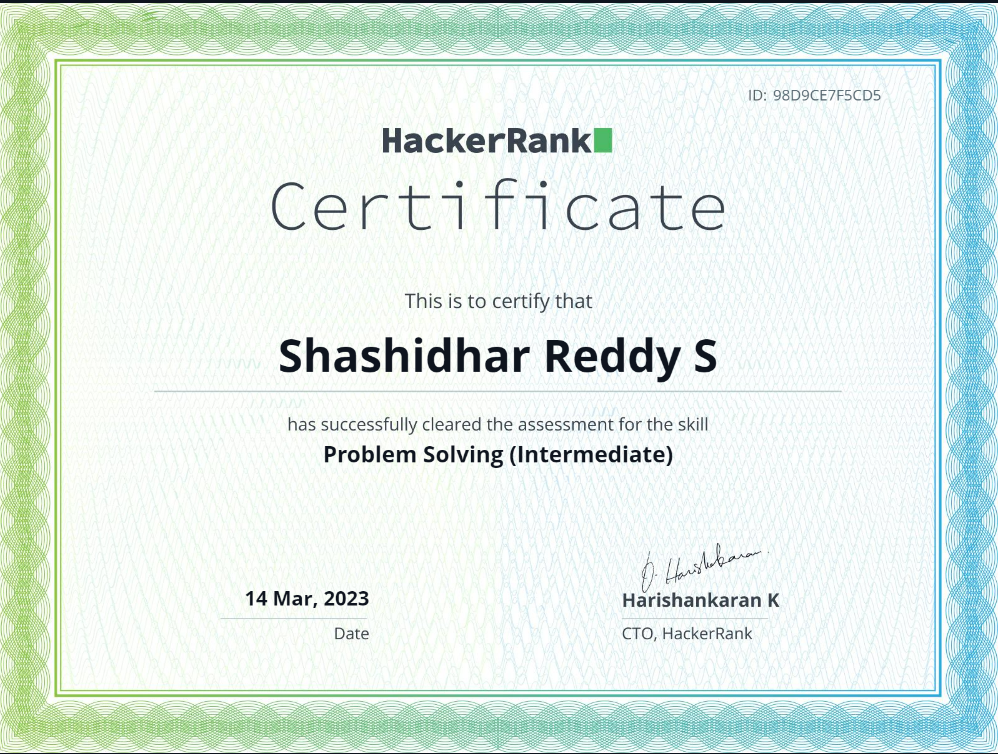 ID: 98D9CE7F5CD5
HackerRank
Certificate
This is to certify that
Shashidhar Reddy S
has successfully cleared the assessment for the skill
Problem Solving (Intermediate)
14 Mar, 2023
Date
Harishankaran K
CTO, HackerRank